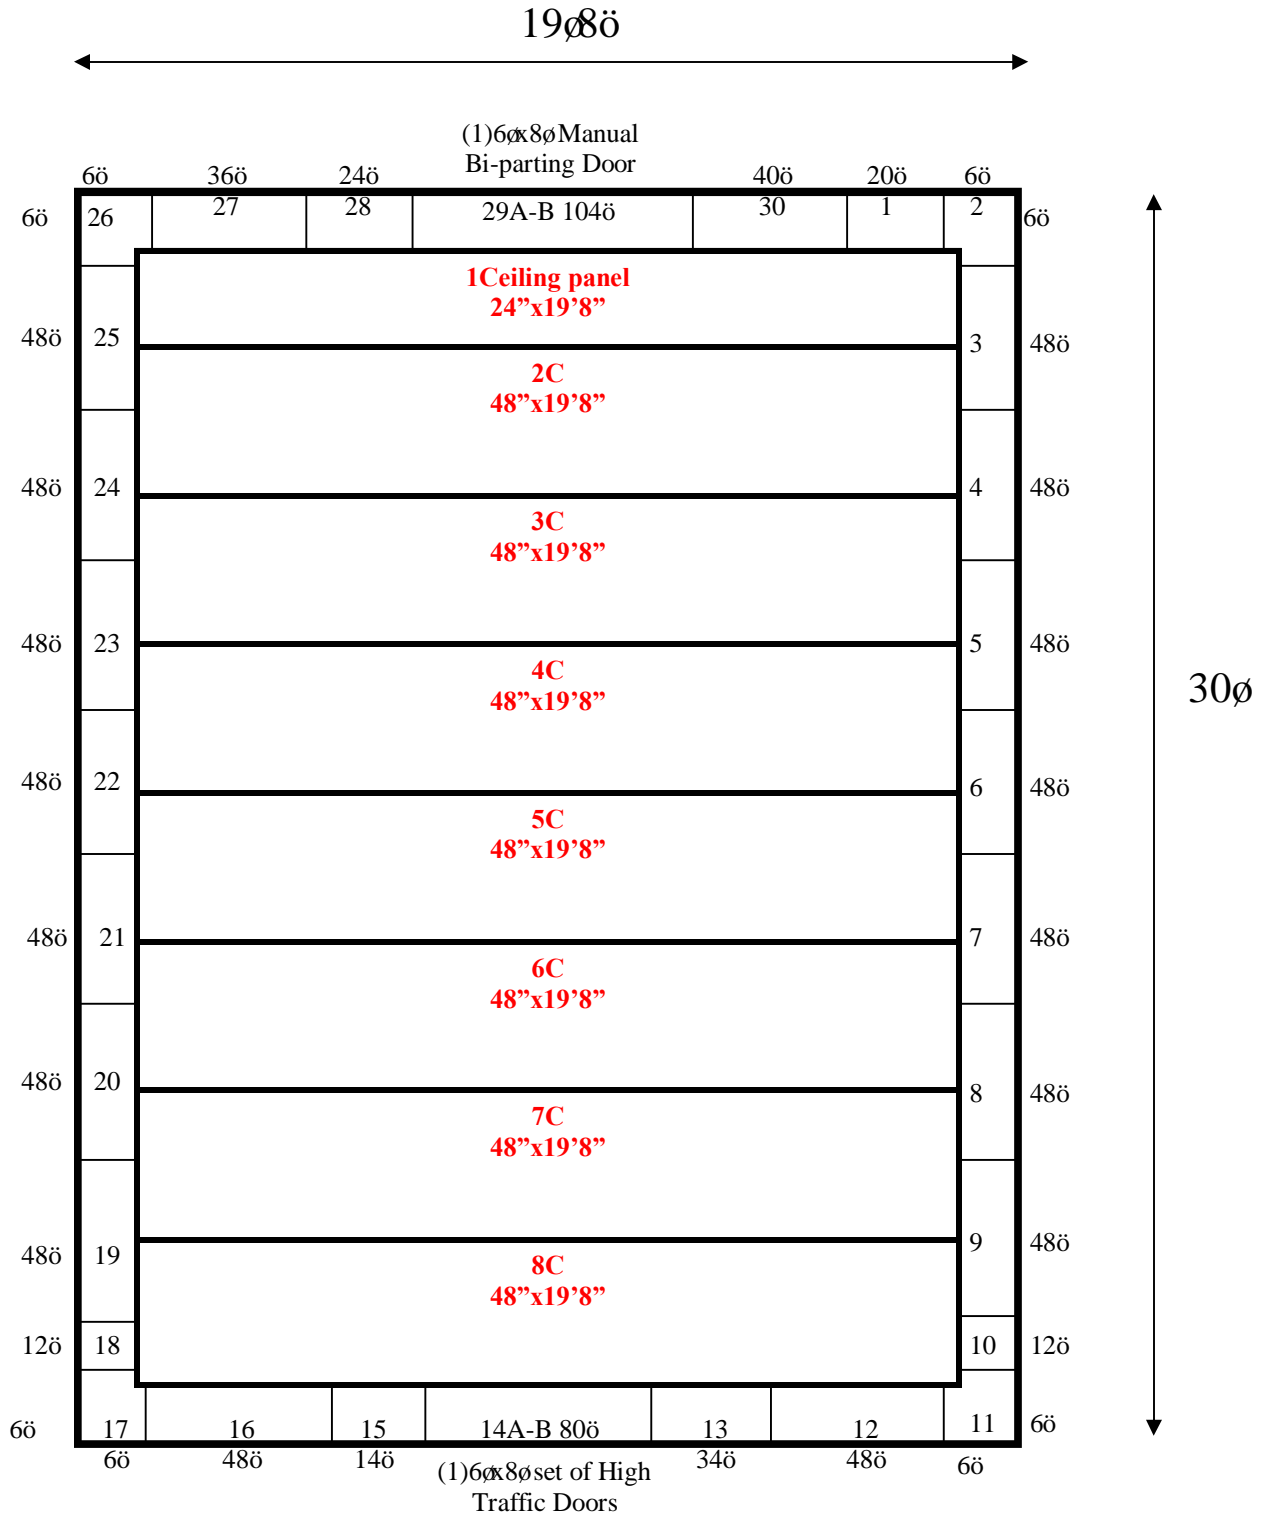 19ø8ö
(1)6øx8ø Manual
Bi-parting Door
6ö 36ö 24ö 40ö 20ö 6ö
6ö 26 27 28 29A-B 104ö 30 1 2 6ö
1Ceiling panel
24”x19’8”
48ö 25 3 48ö
2C
48”x19’8”
48ö 24 4 48ö
3C
48”x19’8”
48ö 23 5 48ö
4C
48”x19’8”
30ø
48ö 22 6 48ö
5C
48”x19’8”
48ö 21 7 48ö
6C
48”x19’8”
48ö 20 8 48ö
7C
48”x19’8”
48ö 19 9 48ö
8C
48”x19’8”
12ö 18 10 12ö
6ö 17 16 15 14A-B 80ö 13 12 11 6ö
6ö 48ö 14ö 34ö 48ö 6ö
(1)6øx8ø set of High
Traffic Doors